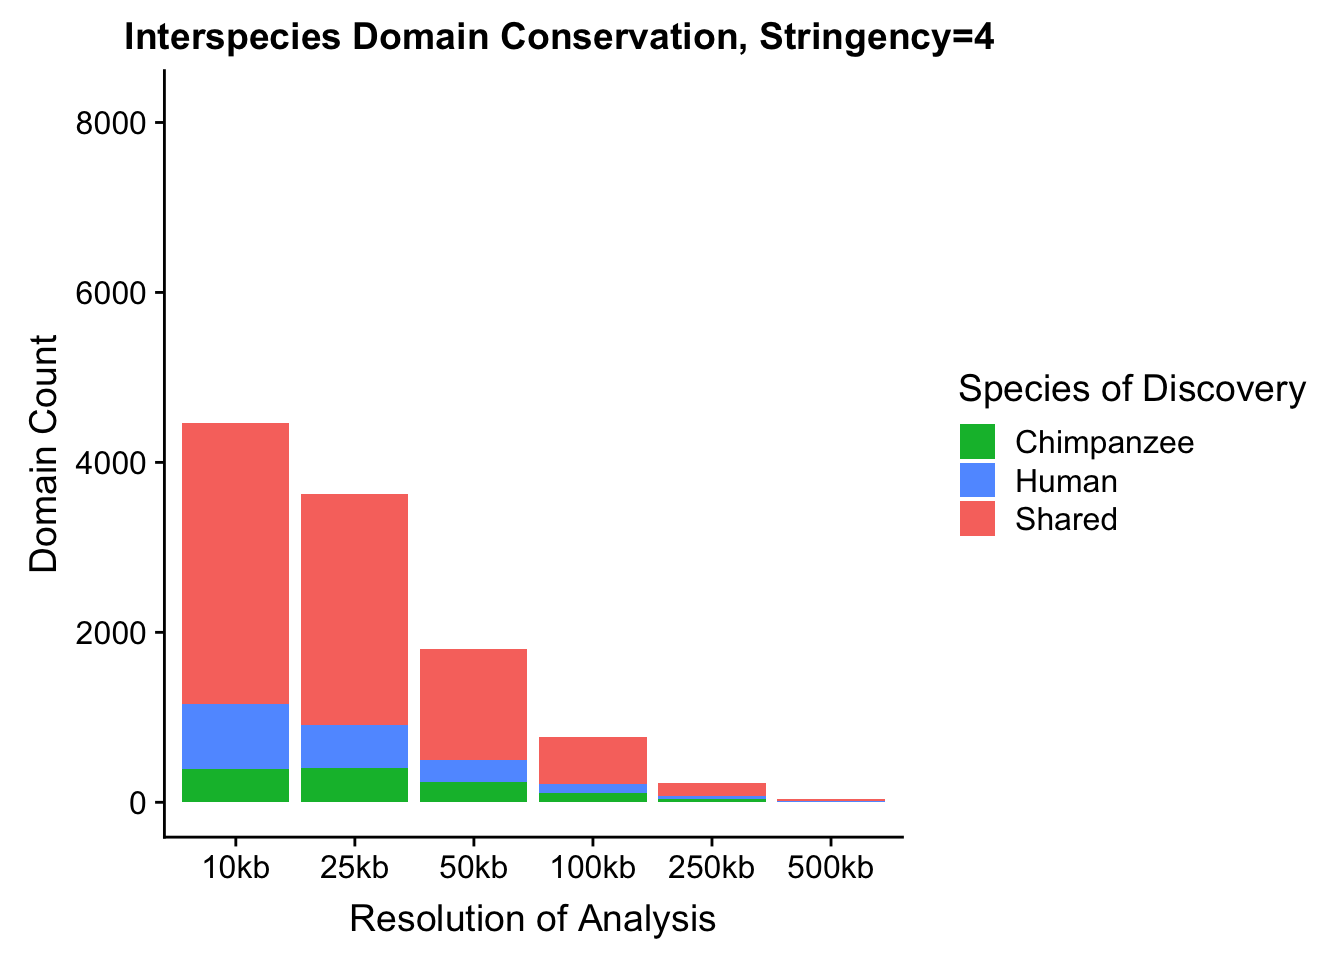 Interspecies Domain Conservation, Stringency=4
Domain Count
8000
6000
4000
2000
0
10kb 25kb 50kb 100kb 250kb 500kb
Resolution of Analysis
Species of Discovery
Chimpanzee
Human
Shared